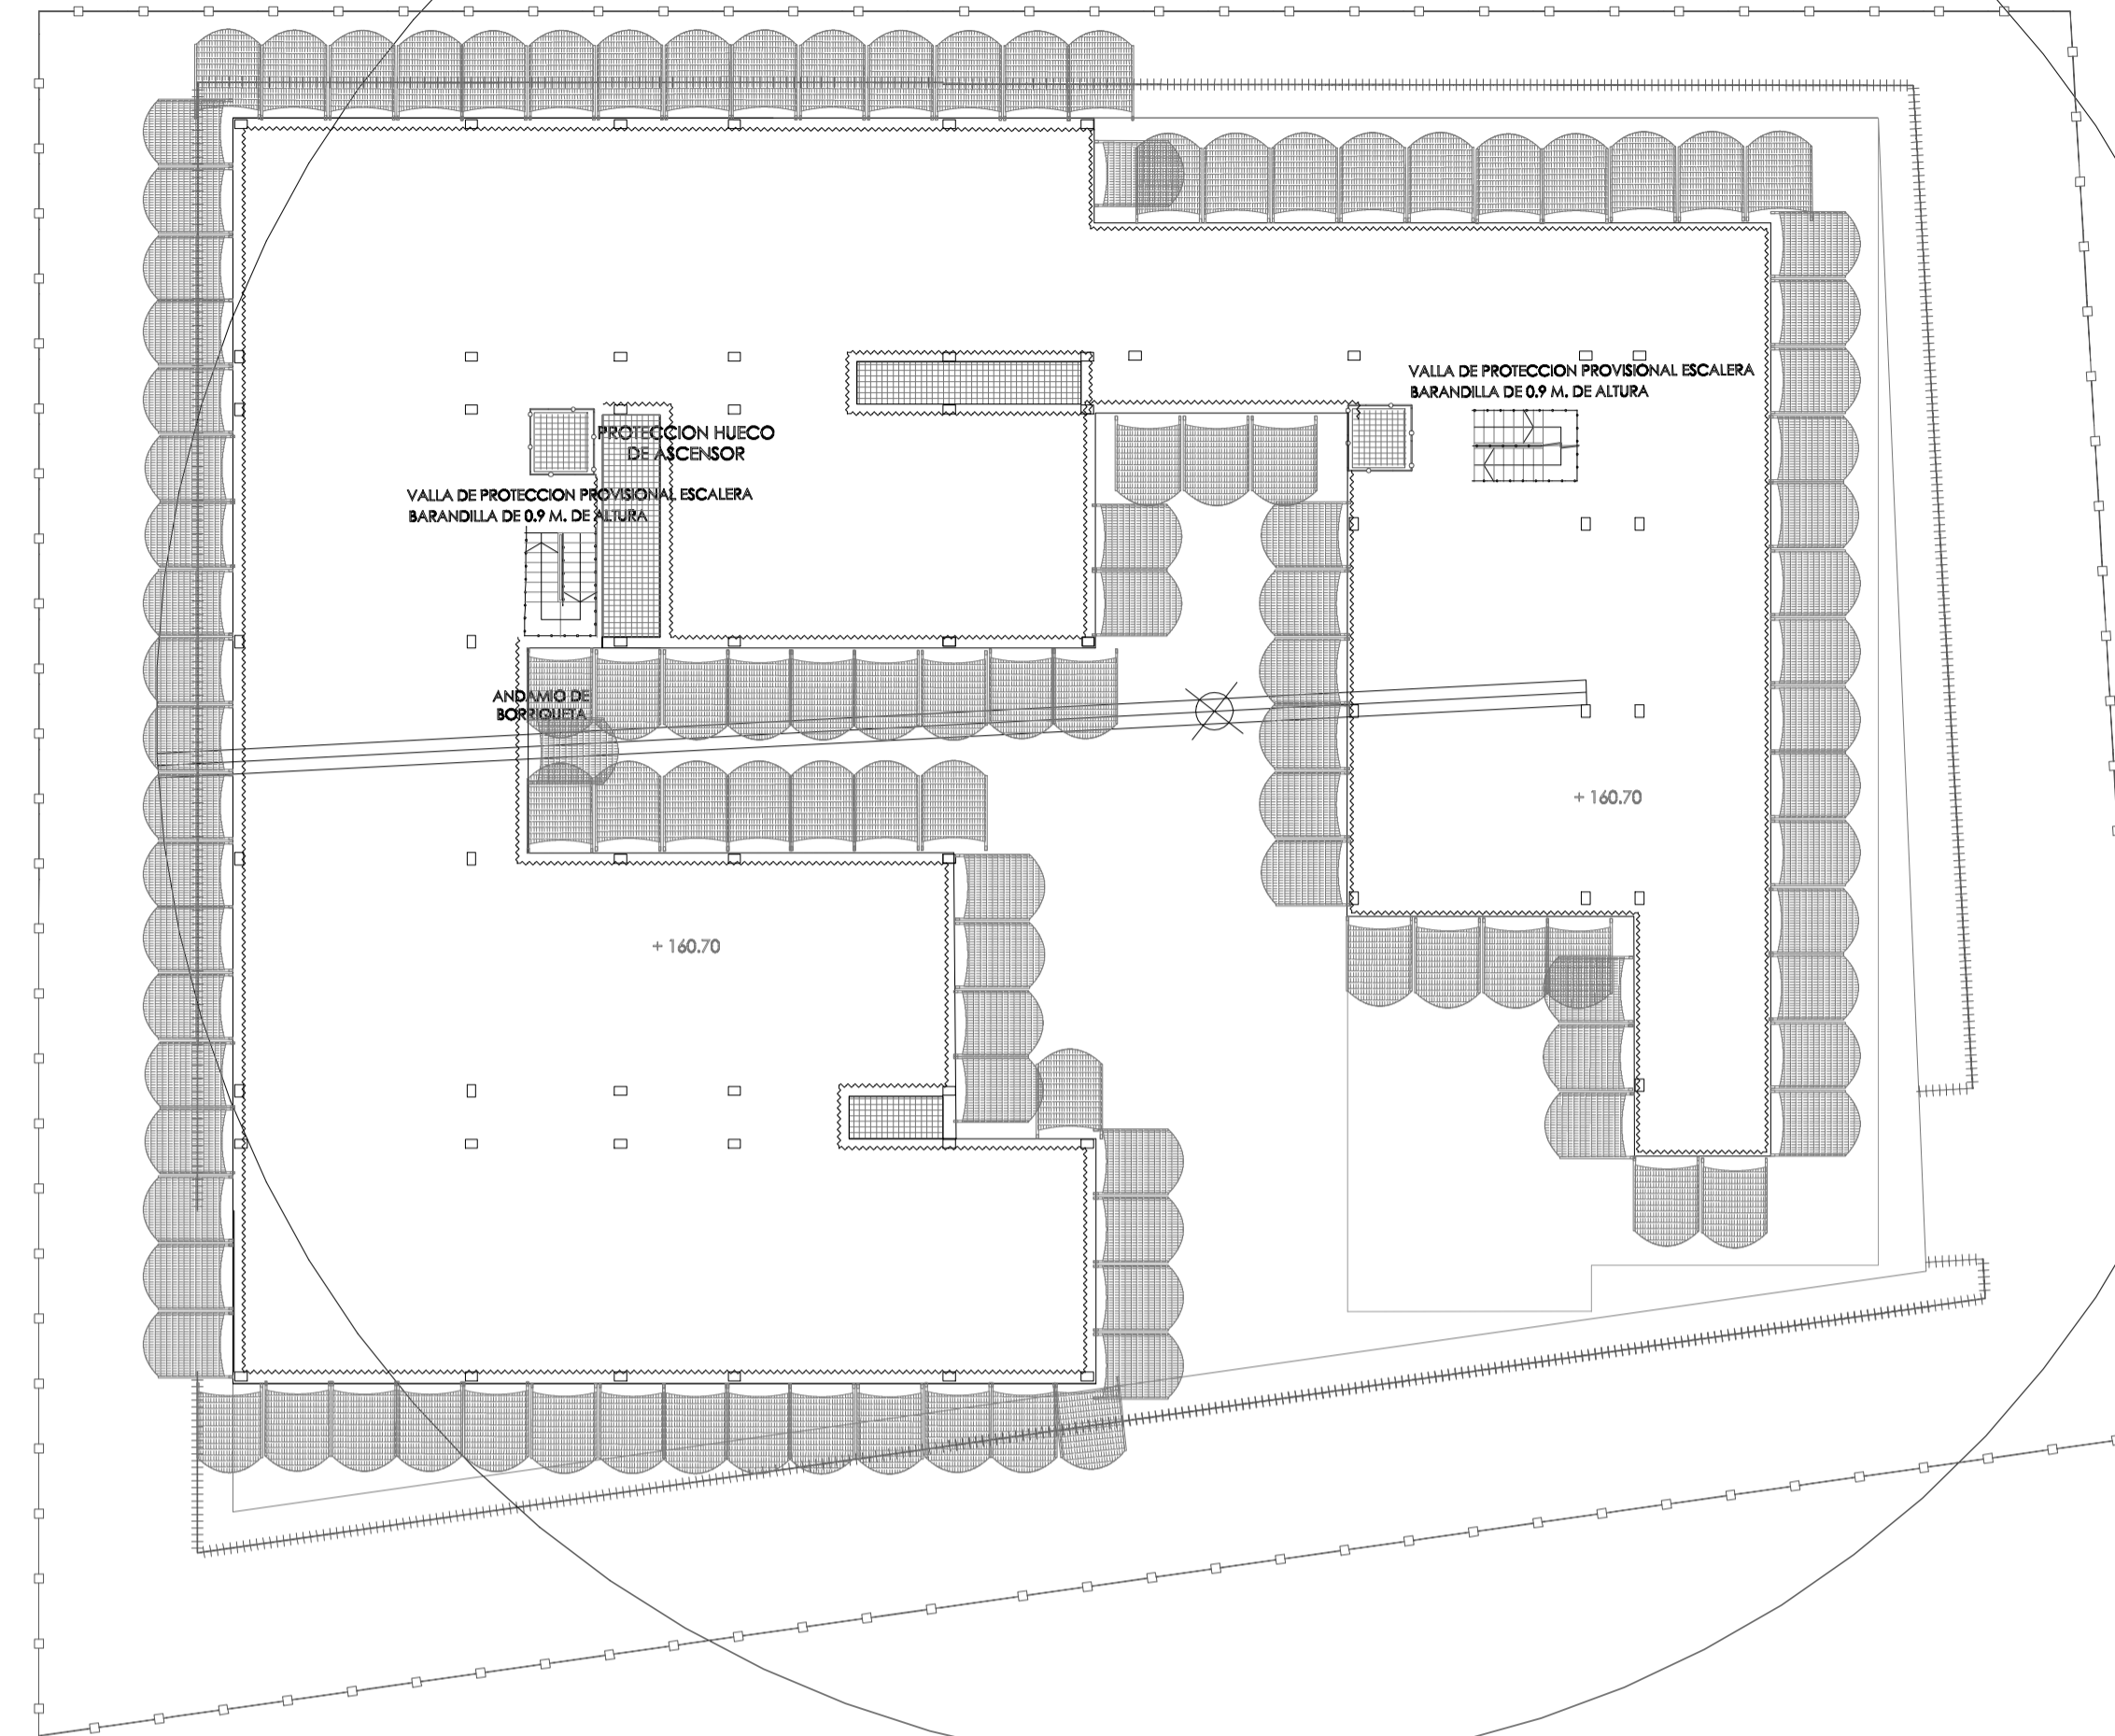 VALLA DE PROTECCION PROVISIONAL ESCALERA
BARANDILLA DE 0.9 M. DE ALTURA
PROTECCION HUECO
DE ASCENSOR
VALLA DE PROTECCION PROVISIONAL ESCALERA
BARANDILLA DE 0.9 M. DE ALTURA
ANDAMIO DE
BORRIQUETA
+ 160.70
+ 160.70